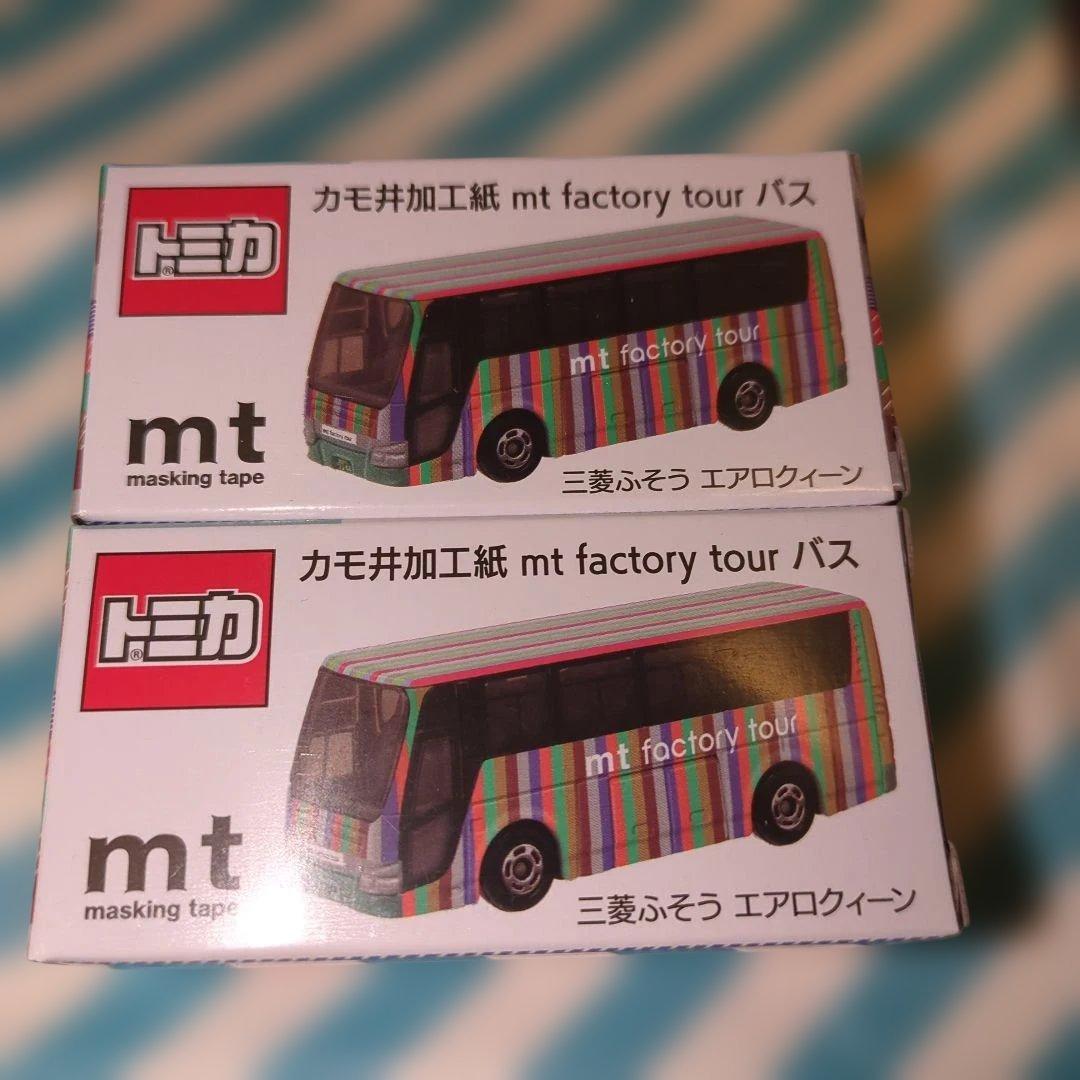 カモ井加工紙 mt factory tour バス
トミカ®
mt factory tour
mt factory tour
mt
masking tape
三菱ふそう エアロクィーン
カモ井加工紙 mt factory tour バス
トミカ®
mt factory tour
mt
masking tape
三菱ふそう エアロクィーン